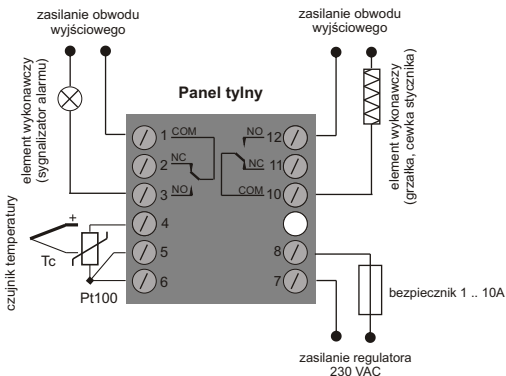 zasilanie obwodu
wyjściowego
zasilanie obwodu
wyjściowego
Panel tylny
element wykonawczy
(sygnalizator alarmu)
element wykonawczy
(grzałka, cewka stycznika)
1 COM
2 NC
3 NO
4
5
6
NO 12
NC 11
COM 10
8
7
czujnik temperatury
+
Tc
Pt100
bezpiecznik 1 .. 10A
zasilanie regulatora
230 VAC